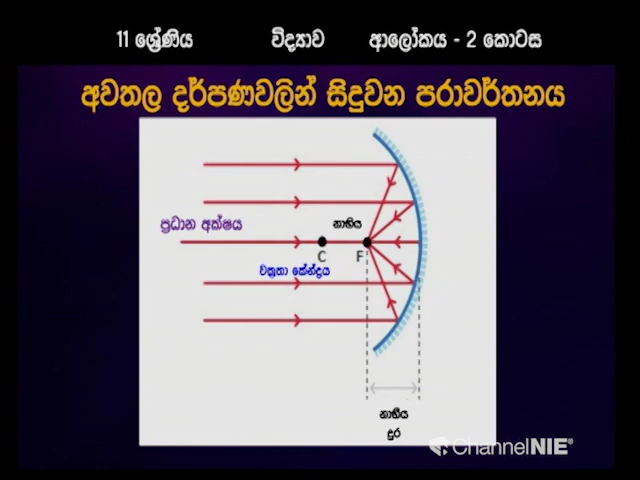 11 ශ්‍රේණිය විද්‍යාව ආලෝකය - 2 කොටස
අවතල දර්පණවලින් සිදුවන පරාවර්තනය
ප්‍රධාන අක්ෂය
නාභිය
C F
වක්‍රතා කේන්ද්‍රය
නාභීය
දුර
ChannelNIE®